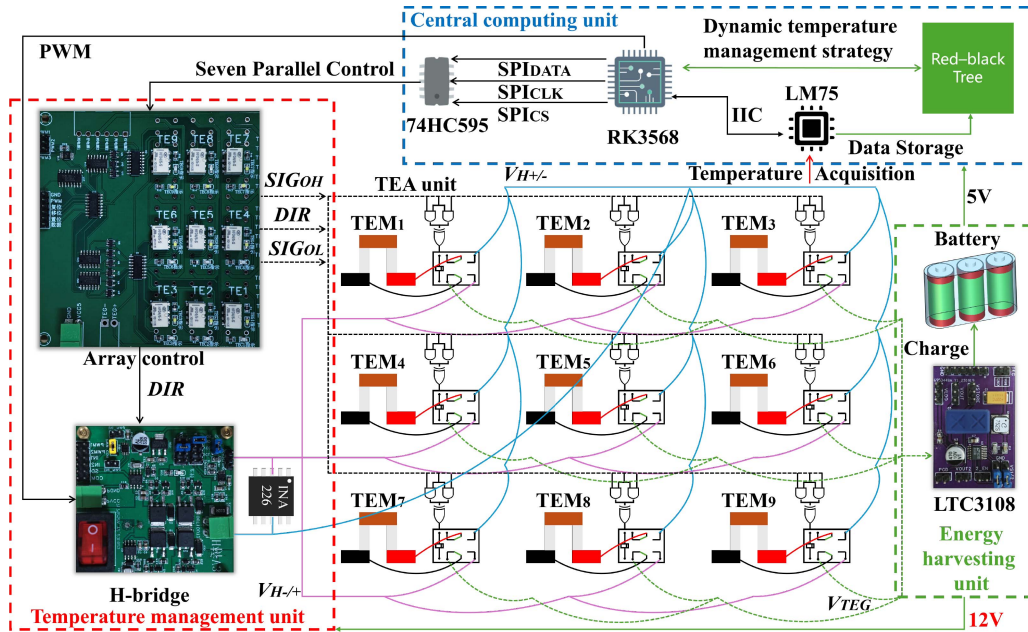 Central computing unit
PWM
Dynamic temperature
management strategy
Seven Parallel Control
SPIDATA
SPICLK
SPICS
74HC595
RK3568
IIC
LM75
Red–black
Tree
Data Storage
Temperature Acquisition
5V
TE9 TE8 TE7
TE6 TE5 TE4
TE3 TE2 TE1
SIGOH
DIR
SIGOL
TEA unit
VH+/-
TEM1
TEM2
TEM3
Battery
Array control
DIR
TEM4
TEM5
TEM6
Charge
INA
226
TEM7
TEM8
TEM9
LTC3108
Energy
harvesting
unit
H-bridge
VH-/+
VTEG
Temperature management unit
12V